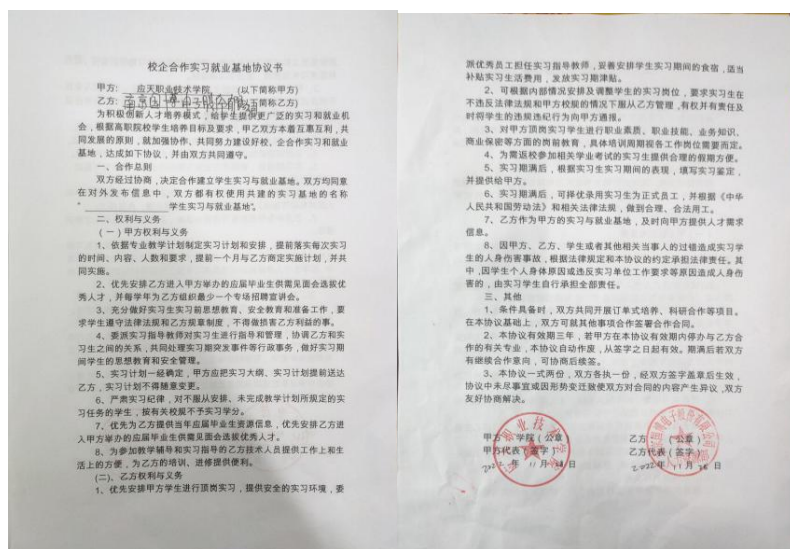 校企合作实习就业基地协议书
甲方: 应天职业技术学院 (以下简称甲方)
乙方: 以下简称乙方)
为积极创新人才培养模式,给学生提供更广泛的实习和就业机
会,根据高职院校学生培养目标及要求,甲乙双方本着互惠互利,共
同发展的原则,就加强协作、共同努力建设好校、企合作实习和就业
基地,达成如下协议,并由双方共同遵守。
一、合作总则
双方经过协商,决定合作建立学生实习与就业基地。双方均同意
在对外发布信息中,双方都有权使用共建的实习基地的名称
“ 学生实习与就业基地”。
二、权利与义务
(一)甲方权利与义务
1、依据专业教学计划制定实习计划和安排,提前落实每次实习
的时间、内容、人数和要求,提前一个月与乙方商定实施计划,并共
同实施。
2、优先安排乙方进入甲方举办的应届毕业生供需见面会选拔优
秀人才,并每学年为乙方组织最少一个专场招聘宣讲会。
3、充分做好实习生实习前思想教育、安全教育和准备工作,要
求学生遵守法律法规和乙方规章制度,不得做损害乙方利益的事。
4、委派实习指导教师对实习生进行指导和管理,协调乙方和实
习生之间的关系,共同处理实习期突发事件等行政事务,做好实习期
间学生的思想教育和安全管理。
5、实习计划一经确定,甲方应把实习大纲、实习计划提前送达
乙方,实习计划不得随意变更。
6、严肃实习纪律,对不服从安排、未完成教学计划所规定的实
习任务的学生,按有关校规不予实习学分。
7、优先为乙方提供当年应届毕业生资源信息,优先安排乙方进
入甲方举办的应届毕业生供需见面会选拔优秀人才。
8、为参加教学辅导和实习指导的乙方技术人员提供工作上和生
活上的方便,为乙方的培训、进修提供便利。
(二)、乙方权利与义务
1、优先安排甲方学生进行顶岗实习,提供安全的实习环境,委
派优秀员工担任实习指导教师,妥善安排学生实习期间的食宿,适当
补贴实习生活费用,发放实习期津贴。
2、可根据内部情况安排及调整学生的实习岗位,要求实习生在
不违反法律法规和甲方校规的情况下服从乙方管理,有权并有责任及
时将学生的违规违纪行为向甲方通报。
3、对甲方顶岗实习学生进行职业素质、职业技能、业务知识、
商业保密等方面的岗前教育,具体培训周期视各工作岗位需要而定。
4、为需返校参加相关学业考试的实习生提供合理的假期方便。
5、实习期满后,根据实习生实习期间的表现,填写实习鉴定,
并提供给甲方。
6、实习期满后,可择优录用实习生为正式员工,并根据《中华
人民共和国劳动法》和相关法律法规,做到合理、合法用工。
7、乙方作为甲方的实习与就业基地,及时向甲方提供人才需求
信息。
8、因甲方、乙方、学生或者其他相关当事人的过错造成实习学
生的人身伤害事故,根据法律规定和本协议的约定承担法律责任。其
中,因学生个人身体原因或违反实习单位工作要求等原因造成人身伤
害的,由实习学生自行承担全部责任。
三、其他
1、条件具备时,双方共同开展订单式培养、科研合作等项目。
在本协议基础上,双方可就其他事项合作签署合作合同。
2、本协议有效期三年,若甲方在本协议有效期内停办与乙方合
作的有关专业,本协议自动作废,从签字之日起有效。期满后若双方
有继续合作意向,可协商后续签。
3、本协议一式两份,双方各执一份,经双方签字盖章后生效,
协议中未尽事宜或因形势变迁致使双方对合同的内容产生异议,双方
友好协商解决。
甲方 学院(公章 乙方 (公章)
甲方代表(签字) 乙方代表(签字)
2022 年 11 月 日 2022 年 11 月 日